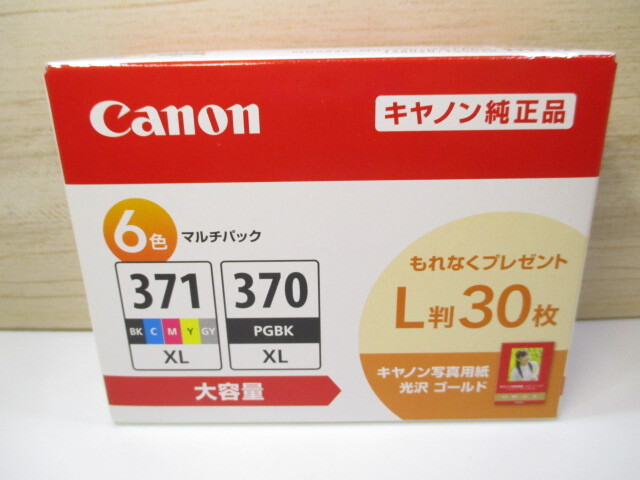 Canon
キヤノン純正品
6色 マルチパック
371
BK C M Y GY
XL
370
PGBK
XL
大容量
もれなくプレゼント
L判30枚
キヤノン写真用紙
光沢 ゴールド